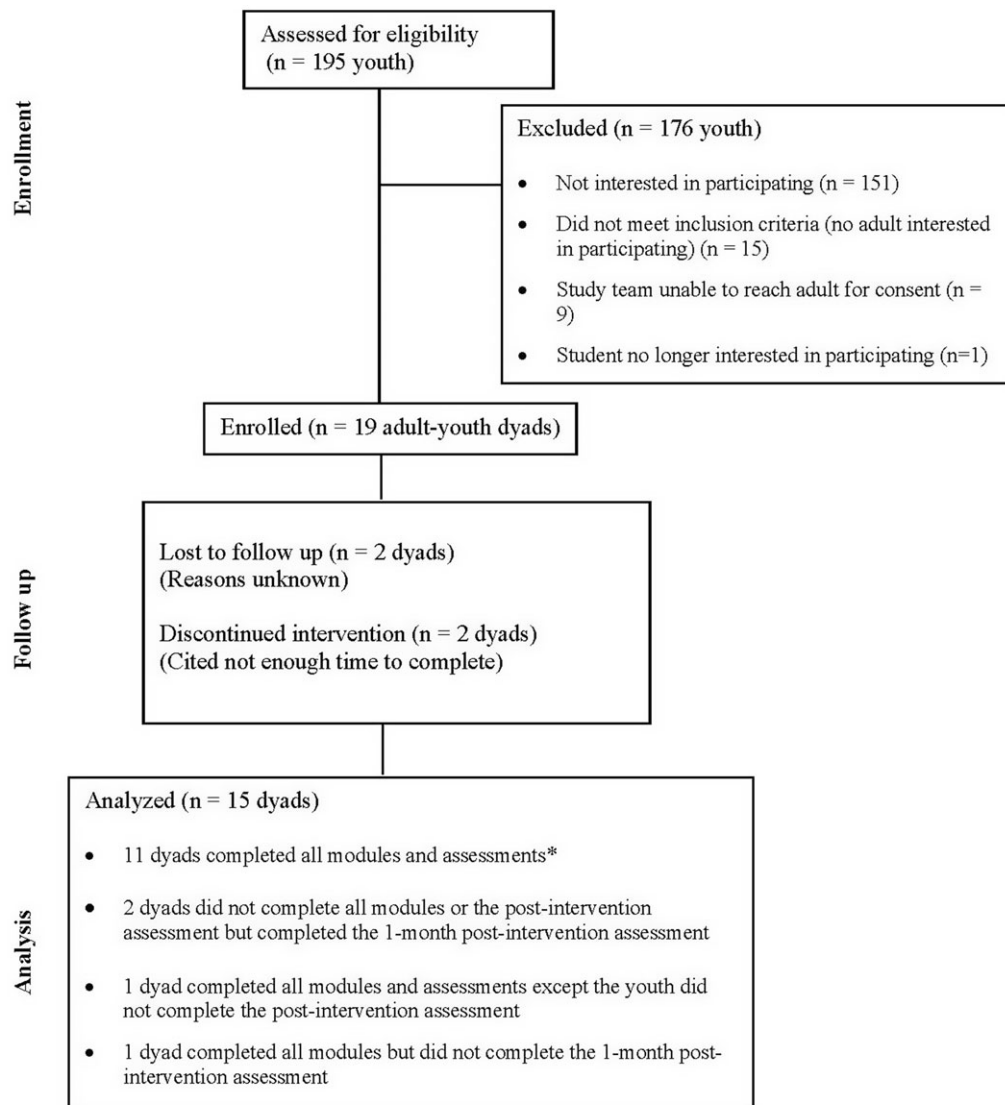 Assessed for eligibility
(n = 195 youth)
Enrollment
Excluded (n = 176 youth)
• Not interested in participating (n = 151)
• Did not meet inclusion criteria (no adult interested
in participating) (n = 15)
• Study team unable to reach adult for consent (n =
9)
• Student no longer interested in participating (n=1)
Enrolled (n = 19 adult-youth dyads)
Follow up
Lost to follow up (n = 2 dyads)
(Reasons unknown)
Discontinued intervention (n = 2 dyads)
(Cited not enough time to complete)
Analysis
Analyzed (n = 15 dyads)
• 11 dyads completed all modules and assessments*
• 2 dyads did not complete all modules or the post-intervention
assessment but completed the 1-month post-intervention assessment
• 1 dyad completed all modules and assessments except the youth did
not complete the post-intervention assessment
• 1 dyad completed all modules but did not complete the 1-month post-
intervention assessment